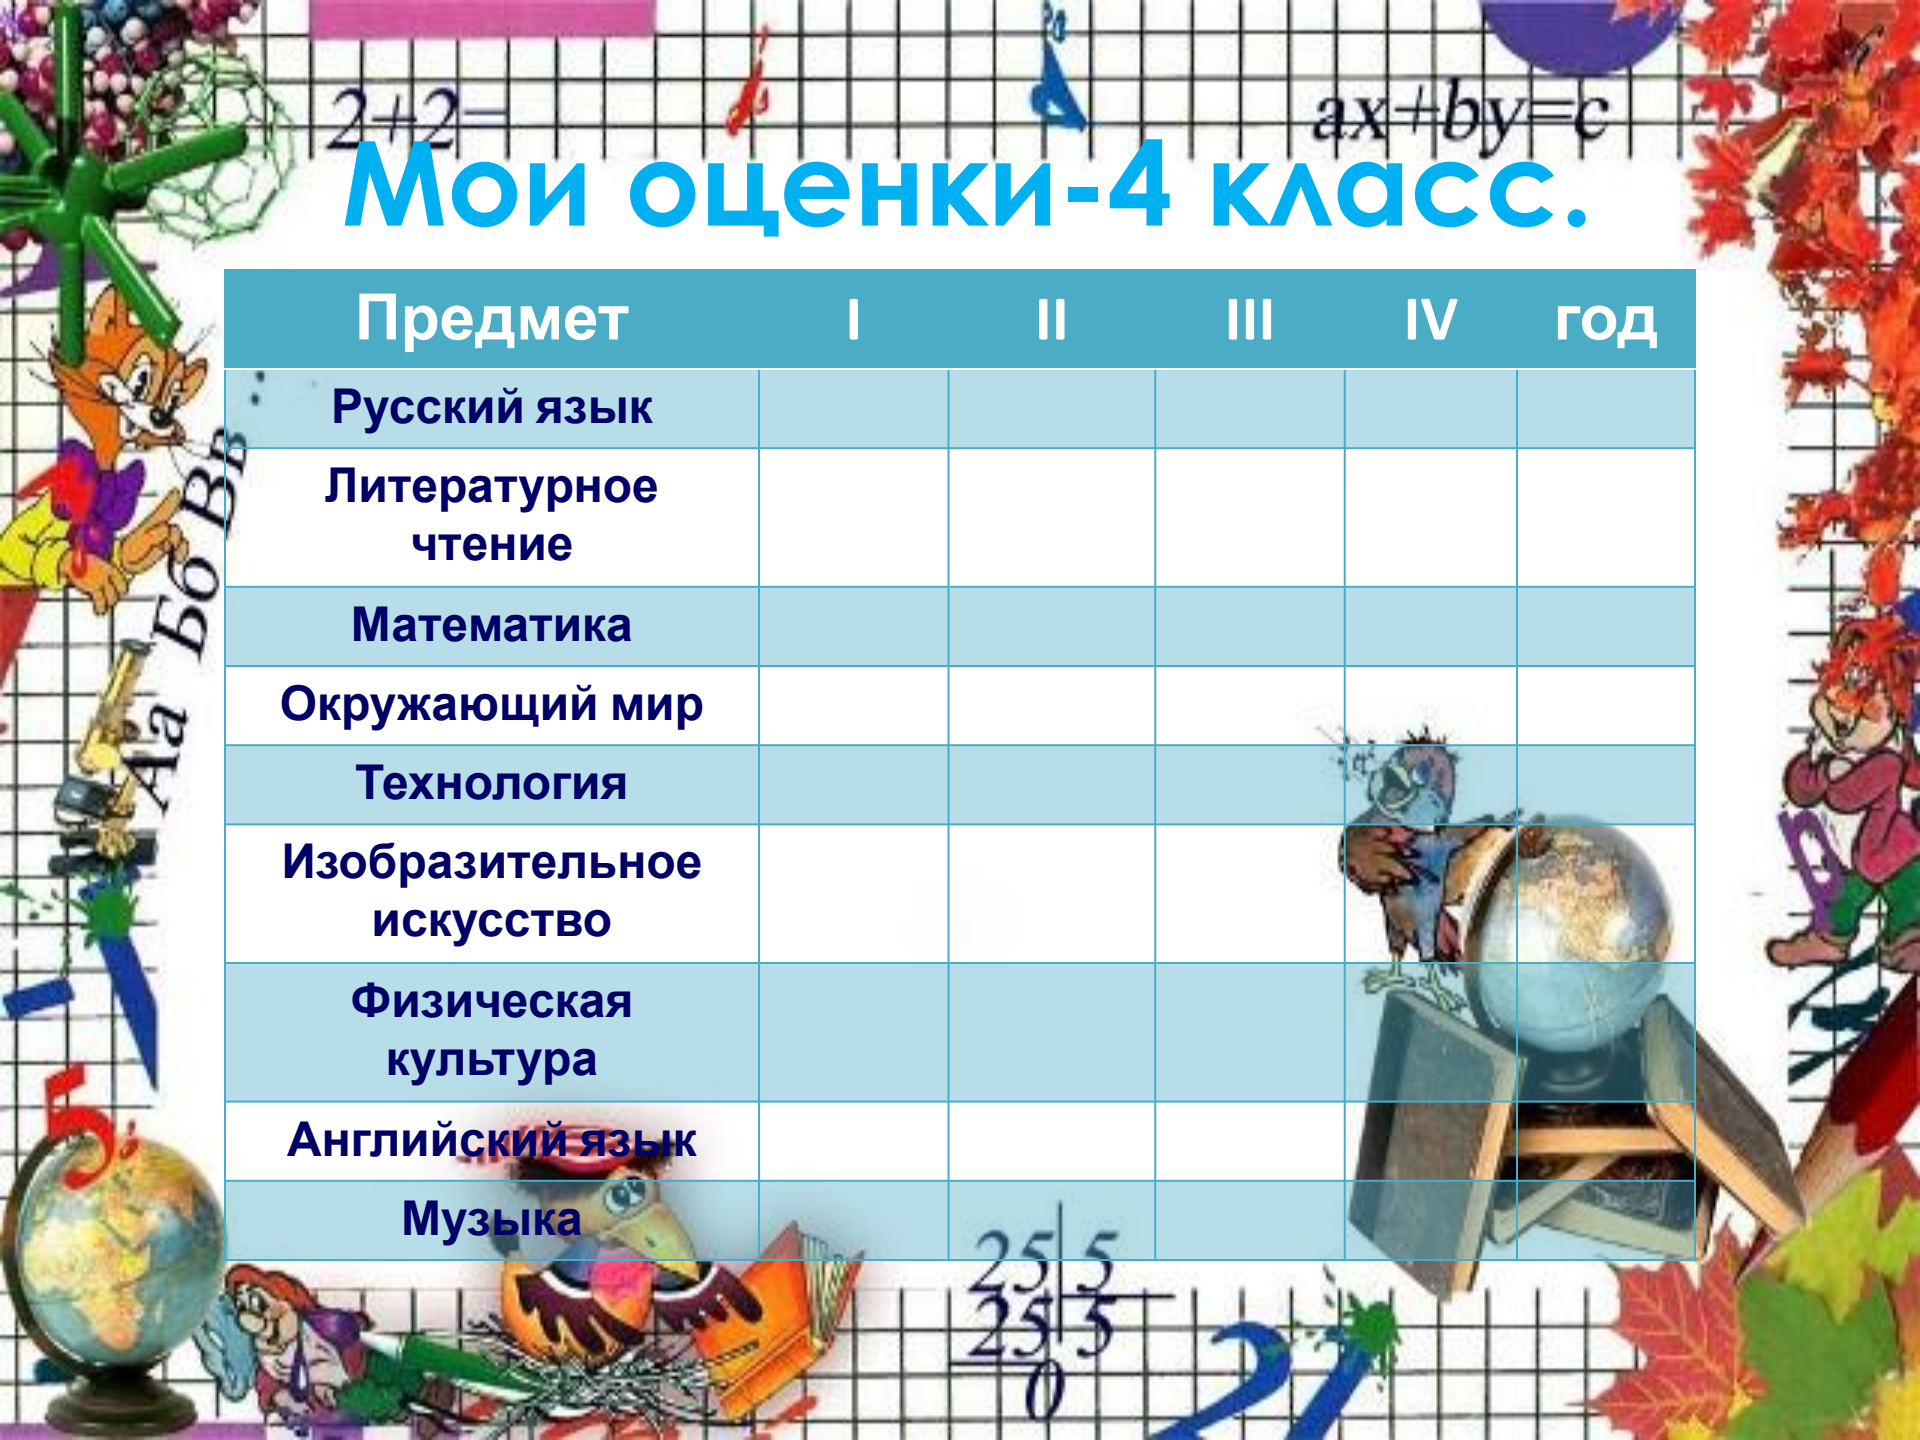 2+2=
ax+by=c
Мои оценки-4 класс.
Предмет I II III IV год
Русский язык
Литературное
чтение
Математика
Окружающий мир
Технология
Изобразительное
искусство
Физическая
культура
Английский язык
Музыка
Аа Бб Вв
5
25 5
25 5
0